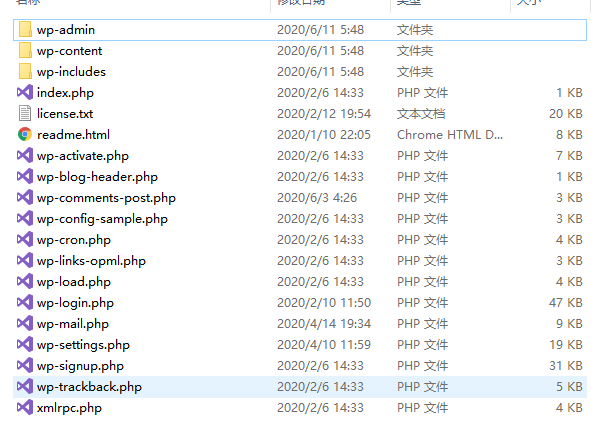 名称 修改日期 类型 大小
wp-admin 2020/6/11 5:48 文件夹
wp-content 2020/6/11 5:48 文件夹
wp-includes 2020/6/11 5:48 文件夹
index.php 2020/2/6 14:33 PHP 文件 1 KB
license.txt 2020/2/12 19:54 文本文档 20 KB
readme.html 2020/1/10 22:05 Chrome HTML D... 8 KB
wp-activate.php 2020/2/6 14:33 PHP 文件 7 KB
wp-blog-header.php 2020/2/6 14:33 PHP 文件 1 KB
wp-comments-post.php 2020/6/3 4:26 PHP 文件 3 KB
wp-config-sample.php 2020/2/6 14:33 PHP 文件 3 KB
wp-cron.php 2020/2/6 14:33 PHP 文件 4 KB
wp-links-opml.php 2020/2/6 14:33 PHP 文件 3 KB
wp-load.php 2020/2/6 14:33 PHP 文件 4 KB
wp-login.php 2020/2/10 11:50 PHP 文件 47 KB
wp-mail.php 2020/4/14 19:34 PHP 文件 9 KB
wp-settings.php 2020/4/10 11:59 PHP 文件 19 KB
wp-signup.php 2020/2/6 14:33 PHP 文件 31 KB
wp-trackback.php 2020/2/6 14:33 PHP 文件 5 KB
xmlrpc.php 2020/2/6 14:33 PHP 文件 4 KB